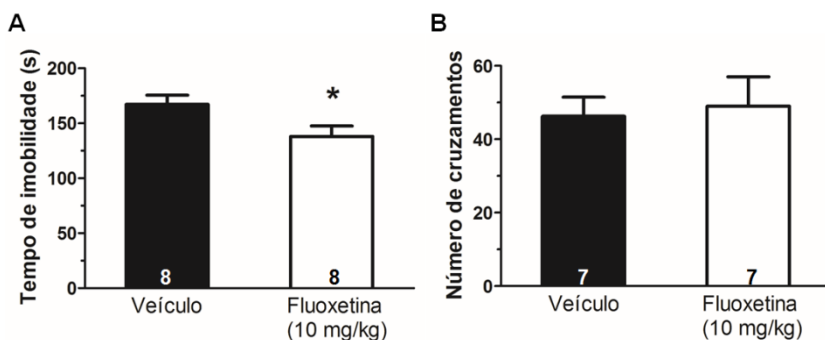 A
Tempo de imobilidade (s)
200
150
100
50
0
*
8
8
Veículo
Fluoxetina
(10 mg/kg)
B
Número de cruzamentos
60
40
20
0
7
7
Veículo
Fluoxetina
(10 mg/kg)